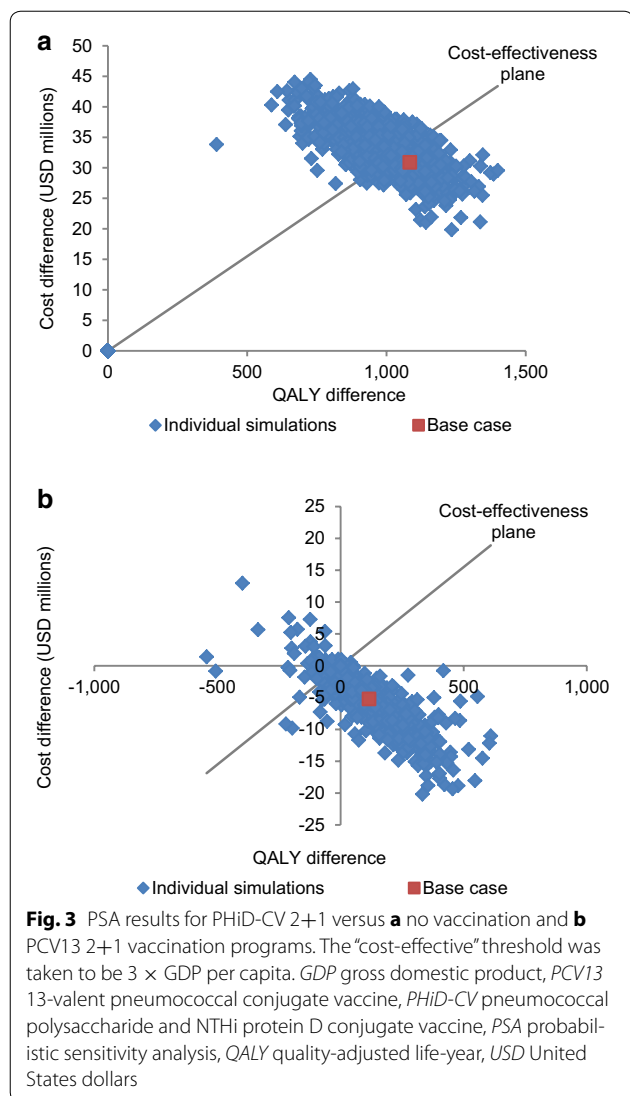 a
50
45
40
35
30
25
20
15
10
5
0
Cost difference (USD millions)
Cost-effectiveness
plane
0 500 1,000 1,500
QALY difference
Individual simulations Base case
b
25
20
15
10
5
0
-5
-10
-15
-20
-25
Cost difference (USD millions)
Cost-effectiveness
plane
-1,000 -500 0 500 1,000
QALY difference
Individual simulations Base case
Fig. 3 PSA results for PHiD-CV 2+1 versus a no vaccination and b
PCV13 2+1 vaccination programs. The “cost-effective” threshold was
taken to be 3 × GDP per capita. GDP gross domestic product, PCV13
13-valent pneumococcal conjugate vaccine, PHiD-CV pneumococcal
polysaccharide and NTHi protein D conjugate vaccine, PSA probabil-
istic sensitivity analysis, QALY quality-adjusted life-year, USD United
States dollars